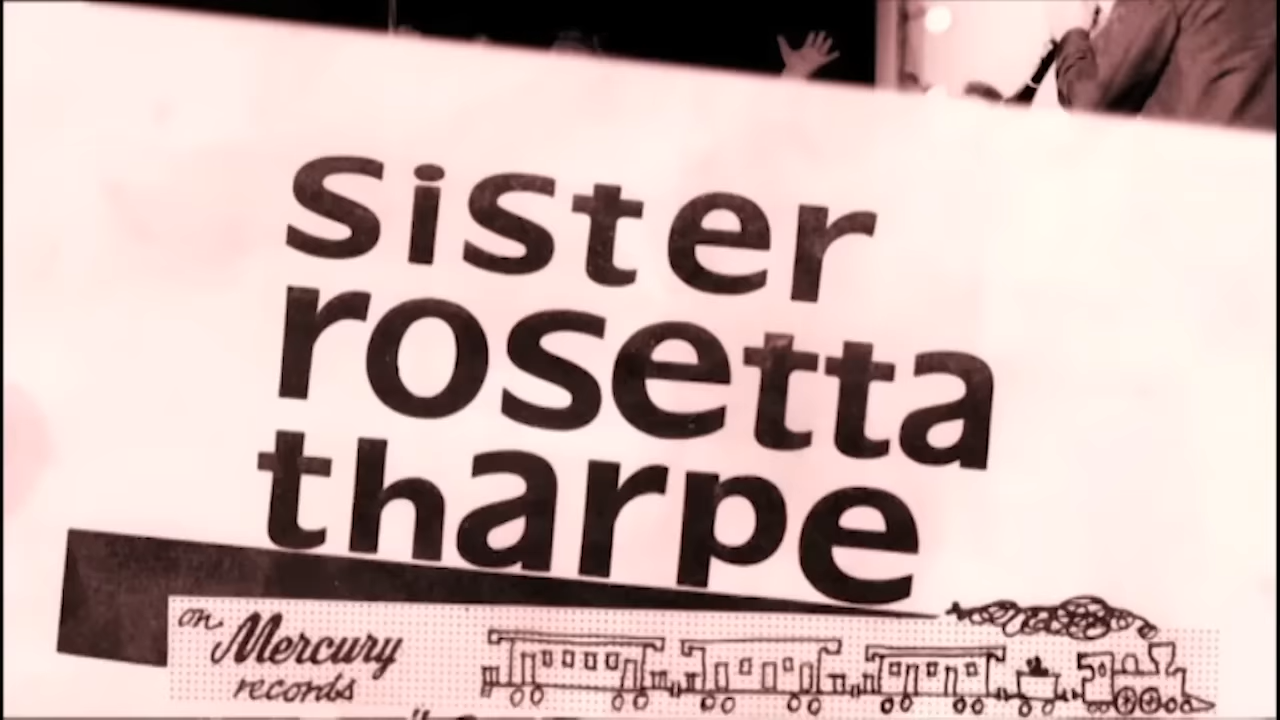 sister
rosetta
tharpe
on Mercury
records